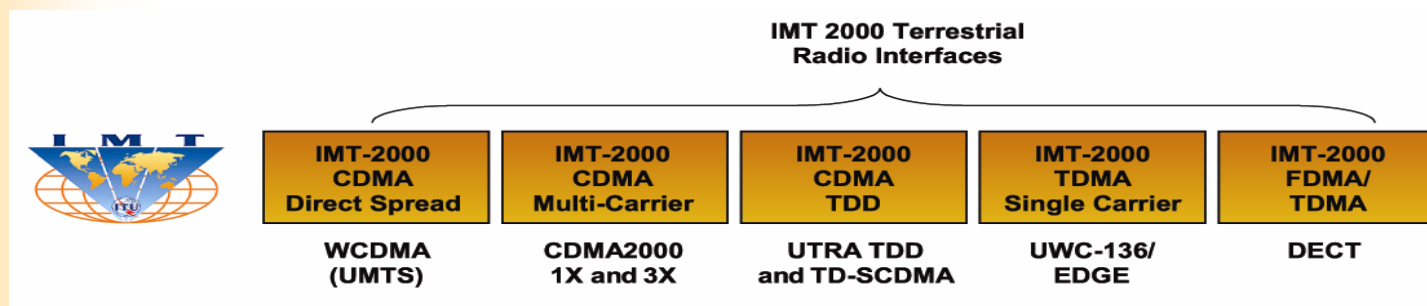 IMT 2000 Terrestrial
Radio Interfaces
I M T
ITU
IMT-2000
CDMA
Direct Spread
IMT-2000
CDMA
Multi-Carrier
IMT-2000
CDMA
TDD
IMT-2000
TDMA
Single Carrier
IMT-2000
FDMA/
TDMA
WCDMA
(UMTS)
CDMA2000
1X and 3X
UTRA TDD
and TD-SCDMA
UWC-136/
EDGE
DECT